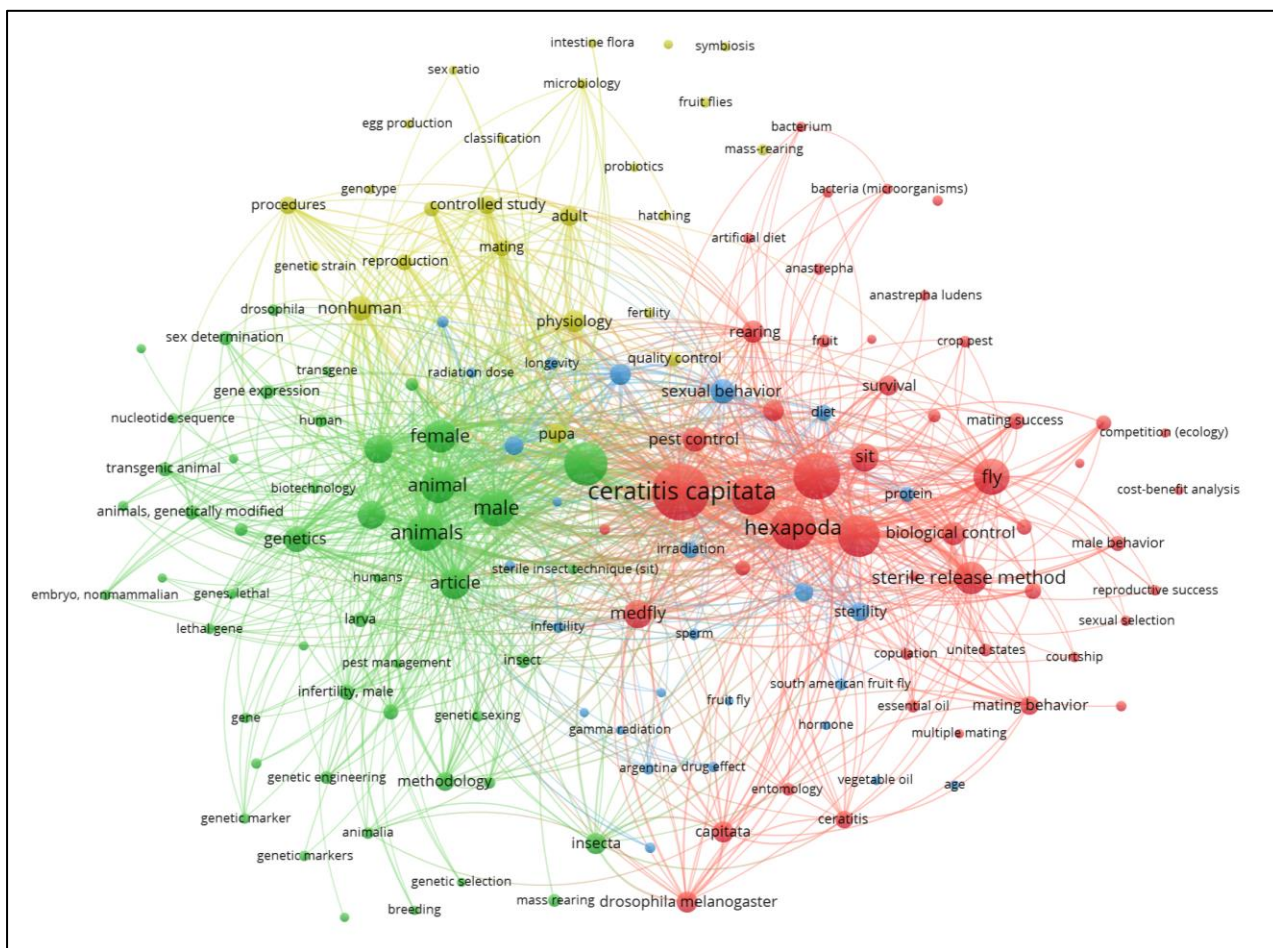 intestine flora
symbiosis
sex ratio
microbiology
fruit flies
egg production
bacterium
classification
mass-rearing
probiotics
genotype
bacteria (microorganisms)
procedures
controlled study
adult
hatching
artificial diet
mating
genetic strain
reproduction
anastrepha
drosophila
nonhuman
anastrepha ludens
physiology
fertility
sex determination
rearing
fruit
crop pest
transgene
radiation dose
longevity
quality control
gene expression
sexual behavior
survival
nucleotide sequence
human
diet
female
pupa
pest control
mating success
competition (ecology)
transgenic animal
sit
biotechnology
animal
ceratitis capitata
fly
cost-benefit analysis
protein
animals, genetically modified
male
genetics
animals
hexapoda
biological control
irradiation
male behavior
humans
article
sterile insect technique (sit)
sterile release method
embryo, nonmammalian
genes, lethal
reproductive success
larva
medfly
sterility
lethal gene
infertility
sperm
sexual selection
pest management
insect
copulation
united states
courtship
infertility, male
south american fruit fly
fruit fly
essential oil
mating behavior
gene
genetic sexing
gamma radiation
hormone
multiple mating
genetic engineering
methodology
argentina
drug effect
vegetable oil
age
entomology
genetic marker
animalia
capitata
ceratitis
insecta
genetic markers
genetic selection
mass rearing
drosophila melanogaster
breeding